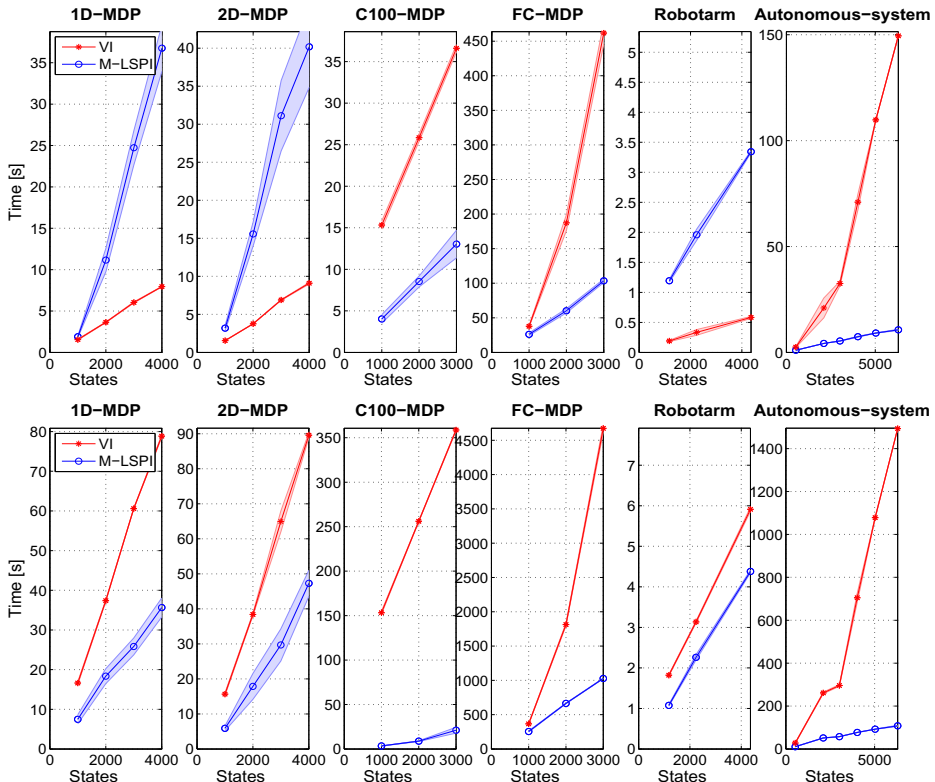 1D−MDP
2D−MDP
C100−MDP
FC−MDP
Robotarm
Autonomous−system
VI
M−LSPI
Time [s]
35
30
25
20
15
10
5
0
0 2000 4000
States
40
35
30
25
20
15
10
5
0
0 2000 4000
States
35
30
25
20
15
10
5
0
0 1000 2000 3000
States
450
400
350
300
250
200
150
100
50
0
0 1000 2000 3000
States
5
4.5
4
3.5
3
2.5
2
1.5
1
0.5
0
0 2000 4000
States
150
100
50
0
0 5000
States
1D−MDP
2D−MDP
C100−MDP
FC−MDP
Robotarm
Autonomous−system
VI
M−LSPI
Time [s]
80
70
60
50
40
30
20
10
0
0 2000 4000
States
90
80
70
60
50
40
30
20
10
0
0 2000 4000
States
350
300
250
200
150
100
50
0
0 1000 2000 3000
States
4500
4000
3500
3000
2500
2000
1500
1000
500
0
0 1000 2000 3000
States
7
6
5
4
3
2
1
0
0 2000 4000
States
1400
1200
1000
800
600
400
200
0
0 5000
States